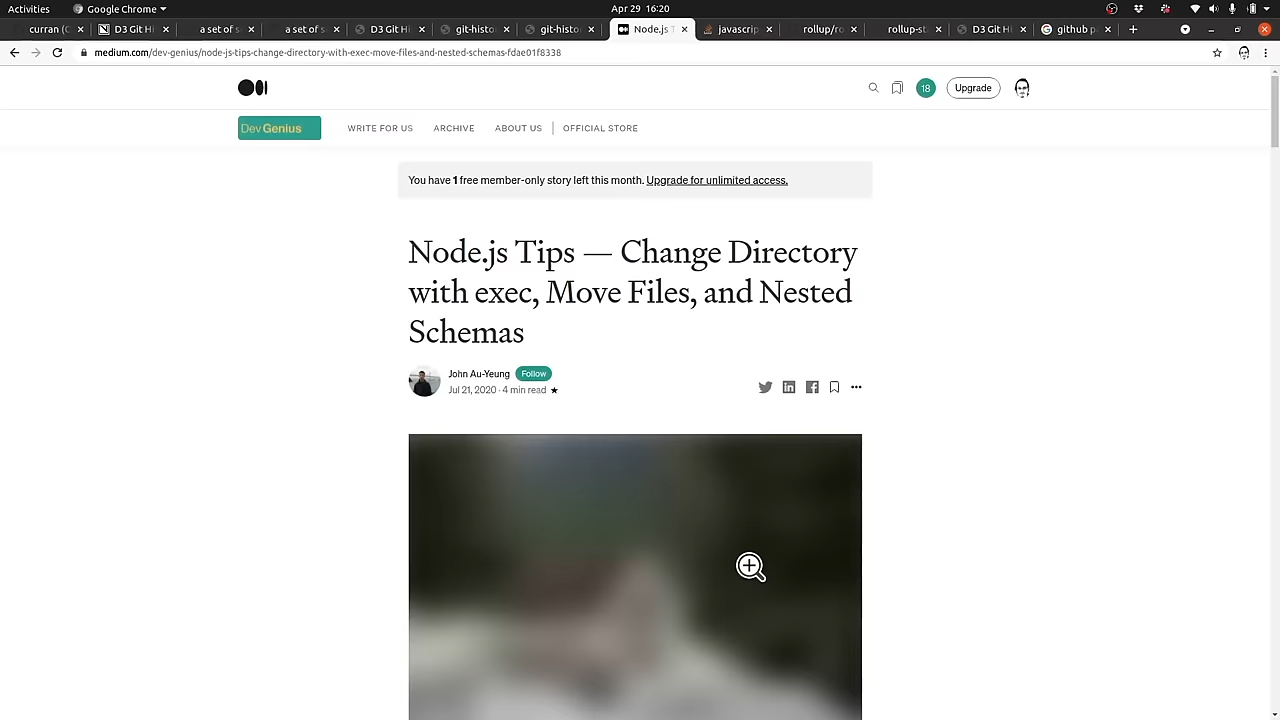 Activities Google Chrome Apr 29 16:20
curran ( D3 Git Hi a set of s a set of s D3 Git Hi git-histo git-histo Node.js T javascrip rollup/ro rollup-st D3 Git Hi github p
medium.com/dev-genius/node-js-tips-change-directory-with-exec-move-files-and-nested-schemas-fdae01f8338
18 Upgrade
DevGenius WRITE FOR US ARCHIVE ABOUT US OFFICIAL STORE
You have 1 free member-only story left this month. Upgrade for unlimited access.
Node.js Tips — Change Directory
with exec, Move Files, and Nested
Schemas
John Au-Yeung Follow
Jul 21, 2020 · 4 min read ★